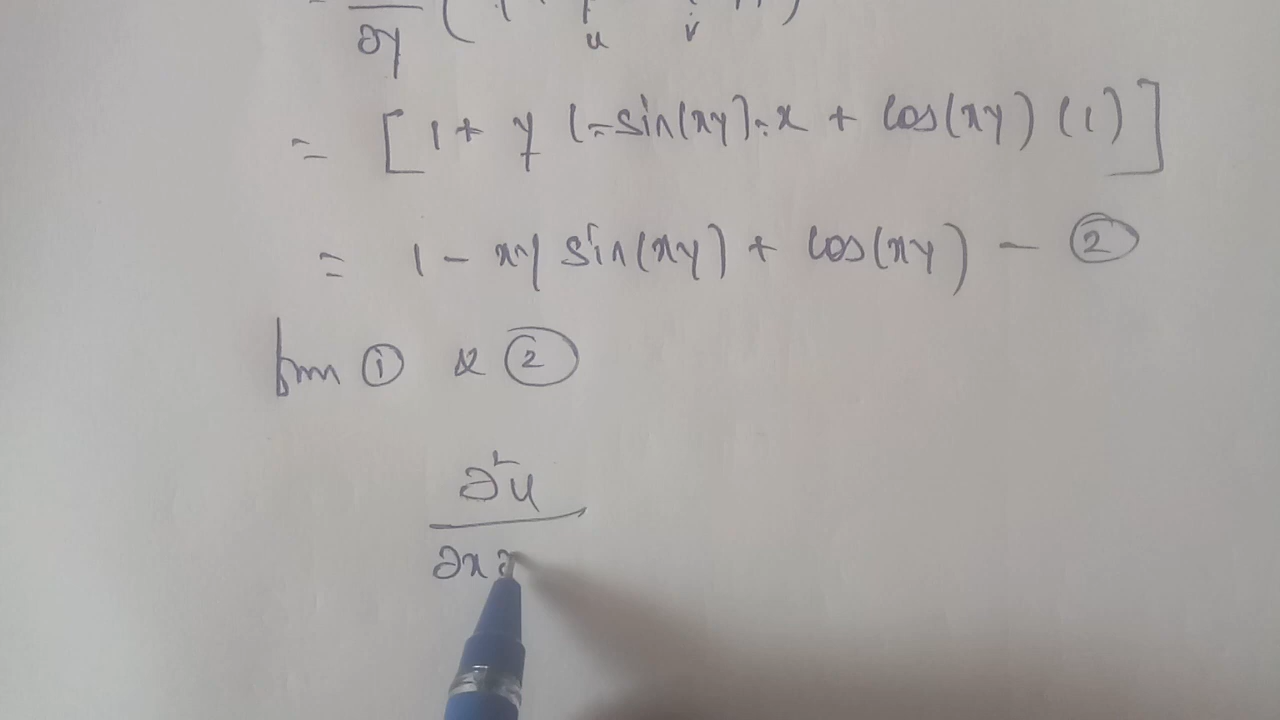 ∂y ( u v )
= [ 1 + y (-sin(xy).x + cos(xy) (1) ]
= 1 - xy sin(xy) + cos(xy) - ②
from ① & ②
∂²u
∂x ∂